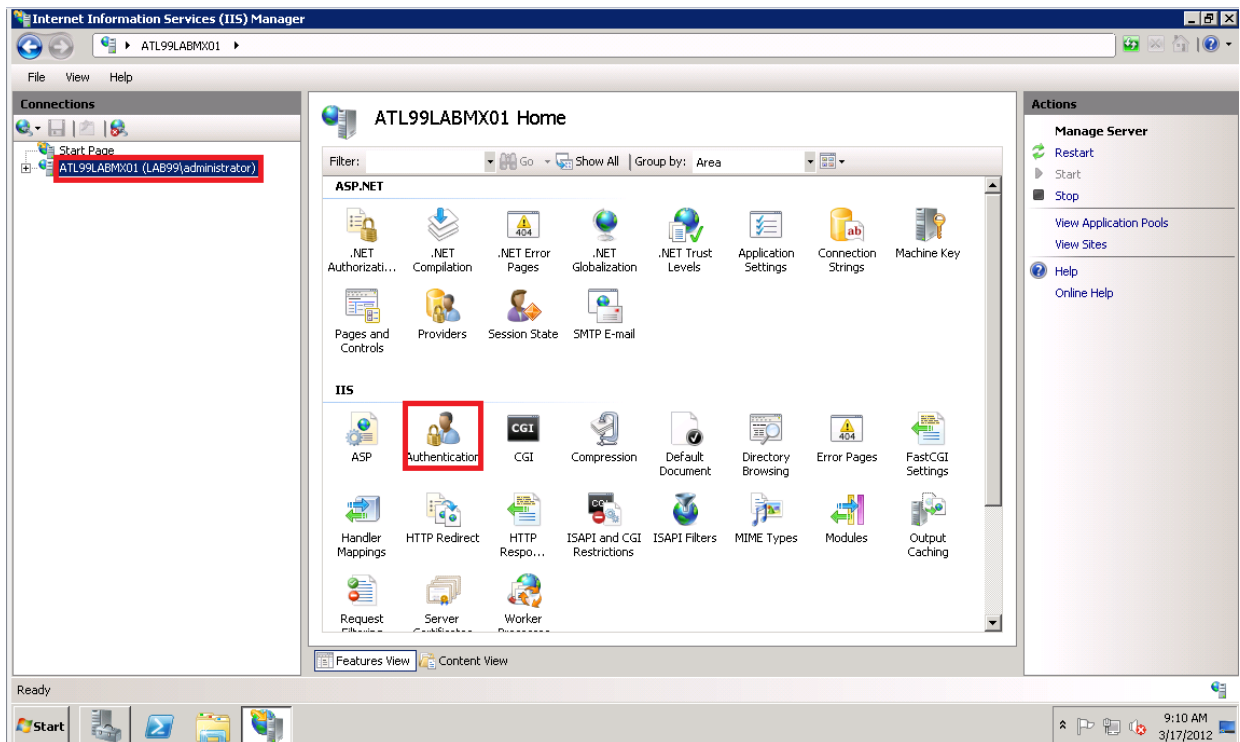 Internet Information Services (IIS) Manager
ATL99LABMX01
File View Help
Connections
Start Page
ATL99LABMX01 (LAB99\administrator)
ATL99LABMX01 Home
Filter: Go Show All Group by: Area
ASP.NET
.NET Authorizati...
.NET Compilation
.NET Error Pages
.NET Globalization
.NET Trust Levels
Application Settings
Connection Strings
Machine Key
Pages and Controls
Providers
Session State
SMTP E-mail
IIS
ASP
Authentication
CGI
Compression
Default Document
Directory Browsing
Error Pages
FastCGI Settings
Handler Mappings
HTTP Redirect
HTTP Respo...
ISAPI and CGI Restrictions
ISAPI Filters
MIME Types
Modules
Output Caching
Request
Server
Worker
Features View Content View
Actions
Manage Server
Restart
Start
Stop
View Application Pools
View Sites
Help
Online Help
Ready
Start
9:10 AM
3/17/2012